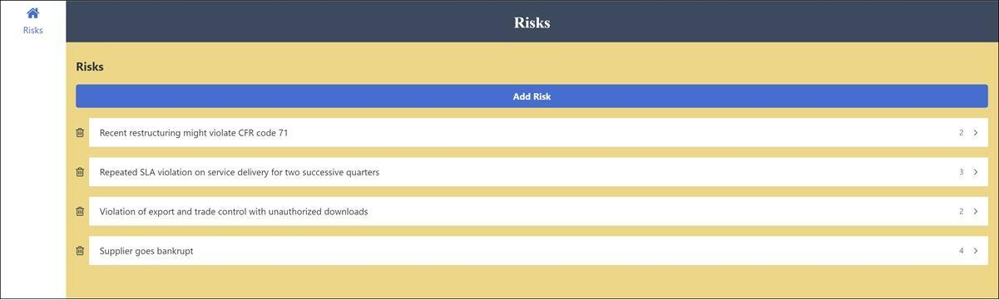 Risks
Risks
Risks
Add Risk
Recent restructuring might violate CFR code 71 2
Repeated SLA violation on service delivery for two successive quarters 3
Violation of export and trade control with unauthorized downloads 2
Supplier goes bankrupt 4